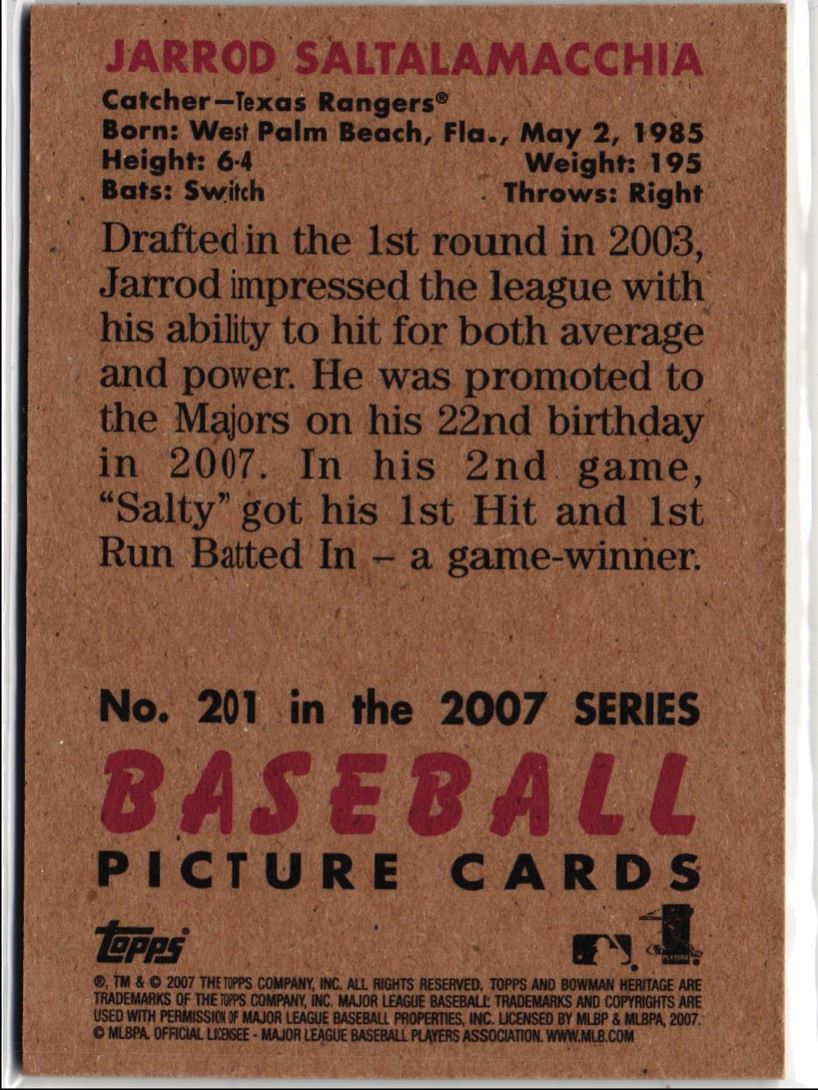 JARROD SALTALAMACCHIA
Catcher–Texas Rangers®
Born: West Palm Beach, Fla., May 2, 1985
Height: 6-4 Weight: 195
Bats: Switch Throws: Right
Drafted in the 1st round in 2003,
Jarrod impressed the league with
his ability to hit for both average
and power. He was promoted to
the Majors on his 22nd birthday
in 2007. In his 2nd game,
“Salty” got his 1st Hit and 1st
Run Batted In – a game-winner.
No. 201 in the 2007 SERIES
BASEBALL
PICTURE CARDS
topps
PLAYERS
®, TM & © 2007 THE TOPPS COMPANY, INC. ALL RIGHTS RESERVED. TOPPS AND BOWMAN HERITAGE ARE
TRADEMARKS OF THE TOPPS COMPANY, INC. MAJOR LEAGUE BASEBALL TRADEMARKS AND COPYRIGHTS ARE
USED WITH PERMISSION OF MAJOR LEAGUE BASEBALL PROPERTIES, INC. LICENSED BY MLBP & MLBPA, 2007.
© MLBPA. OFFICIAL LICENSEE - MAJOR LEAGUE BASEBALL PLAYERS ASSOCIATION. WWW.MLB.COM